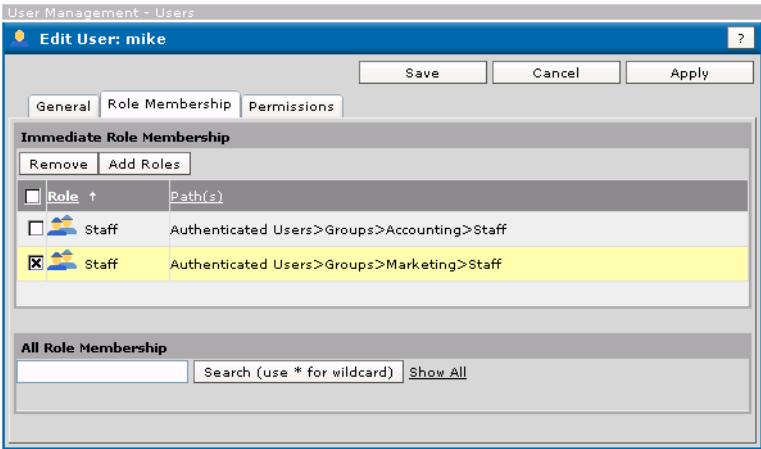 User Management - Users
Edit User: mike
?
Save Cancel Apply
General Role Membership Permissions
Immediate Role Membership
Remove Add Roles
Role ↑ Path(s)
Staff Authenticated Users>Groups>Accounting>Staff
Staff Authenticated Users>Groups>Marketing>Staff
All Role Membership
Search (use * for wildcard) Show All